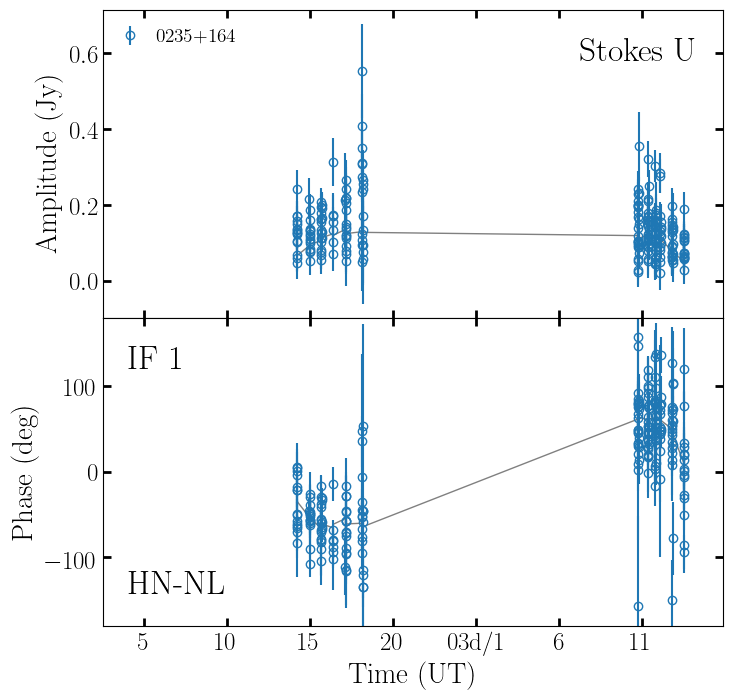 0235+164
Stokes U
Amplitude (Jy)
0.6
0.4
0.2
0.0
IF 1
HN-NL
Phase (deg)
100
0
−100
5 10 15 20 03d/1 6 11
Time (UT)